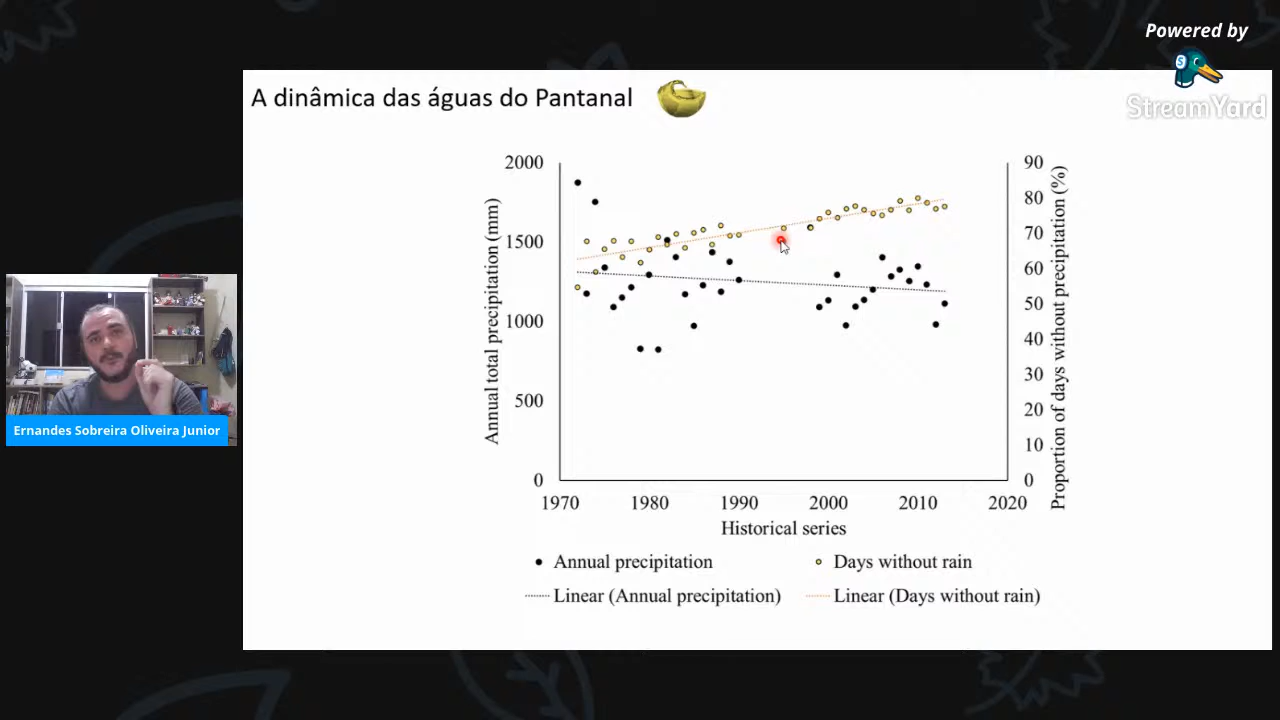 Powered by
StreamYard
A dinâmica das águas do Pantanal
2000
1500
1000
500
0
Annual total precipitation (mm)
90
80
70
60
50
40
30
20
10
0
Proportion of days without precipitation (%)
1970 1980 1990 2000 2010 2020
Historical series
Annual precipitation Days without rain
Linear (Annual precipitation) Linear (Days without rain)
Ernandes Sobreira Oliveira Junior